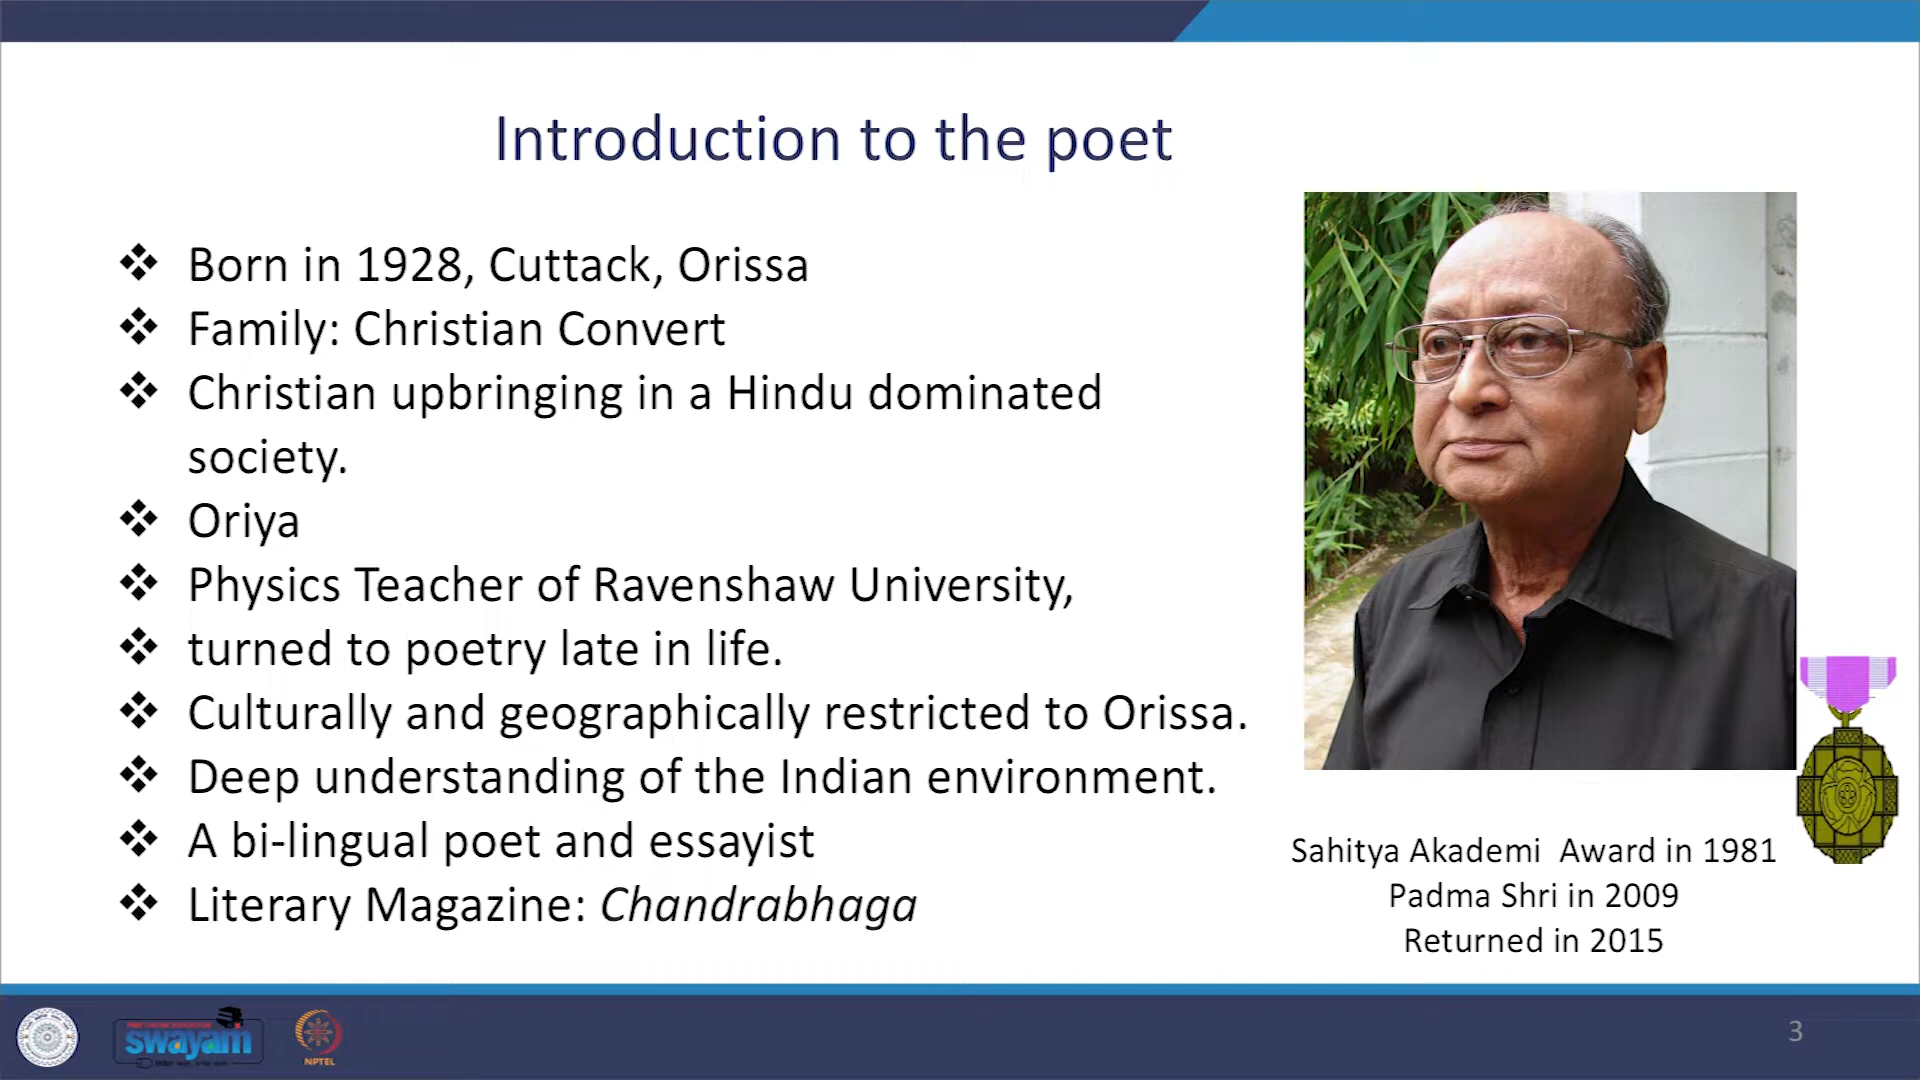 Introduction to the poet
Born in 1928, Cuttack, Orissa
Family: Christian Convert
Christian upbringing in a Hindu dominated
society.
Oriya
Physics Teacher of Ravenshaw University,
turned to poetry late in life.
Culturally and geographically restricted to Orissa.
Deep understanding of the Indian environment.
A bi-lingual poet and essayist
Literary Magazine: Chandrabhaga
Sahitya Akademi Award in 1981
Padma Shri in 2009
Returned in 2015
swayam
NPTEL
3